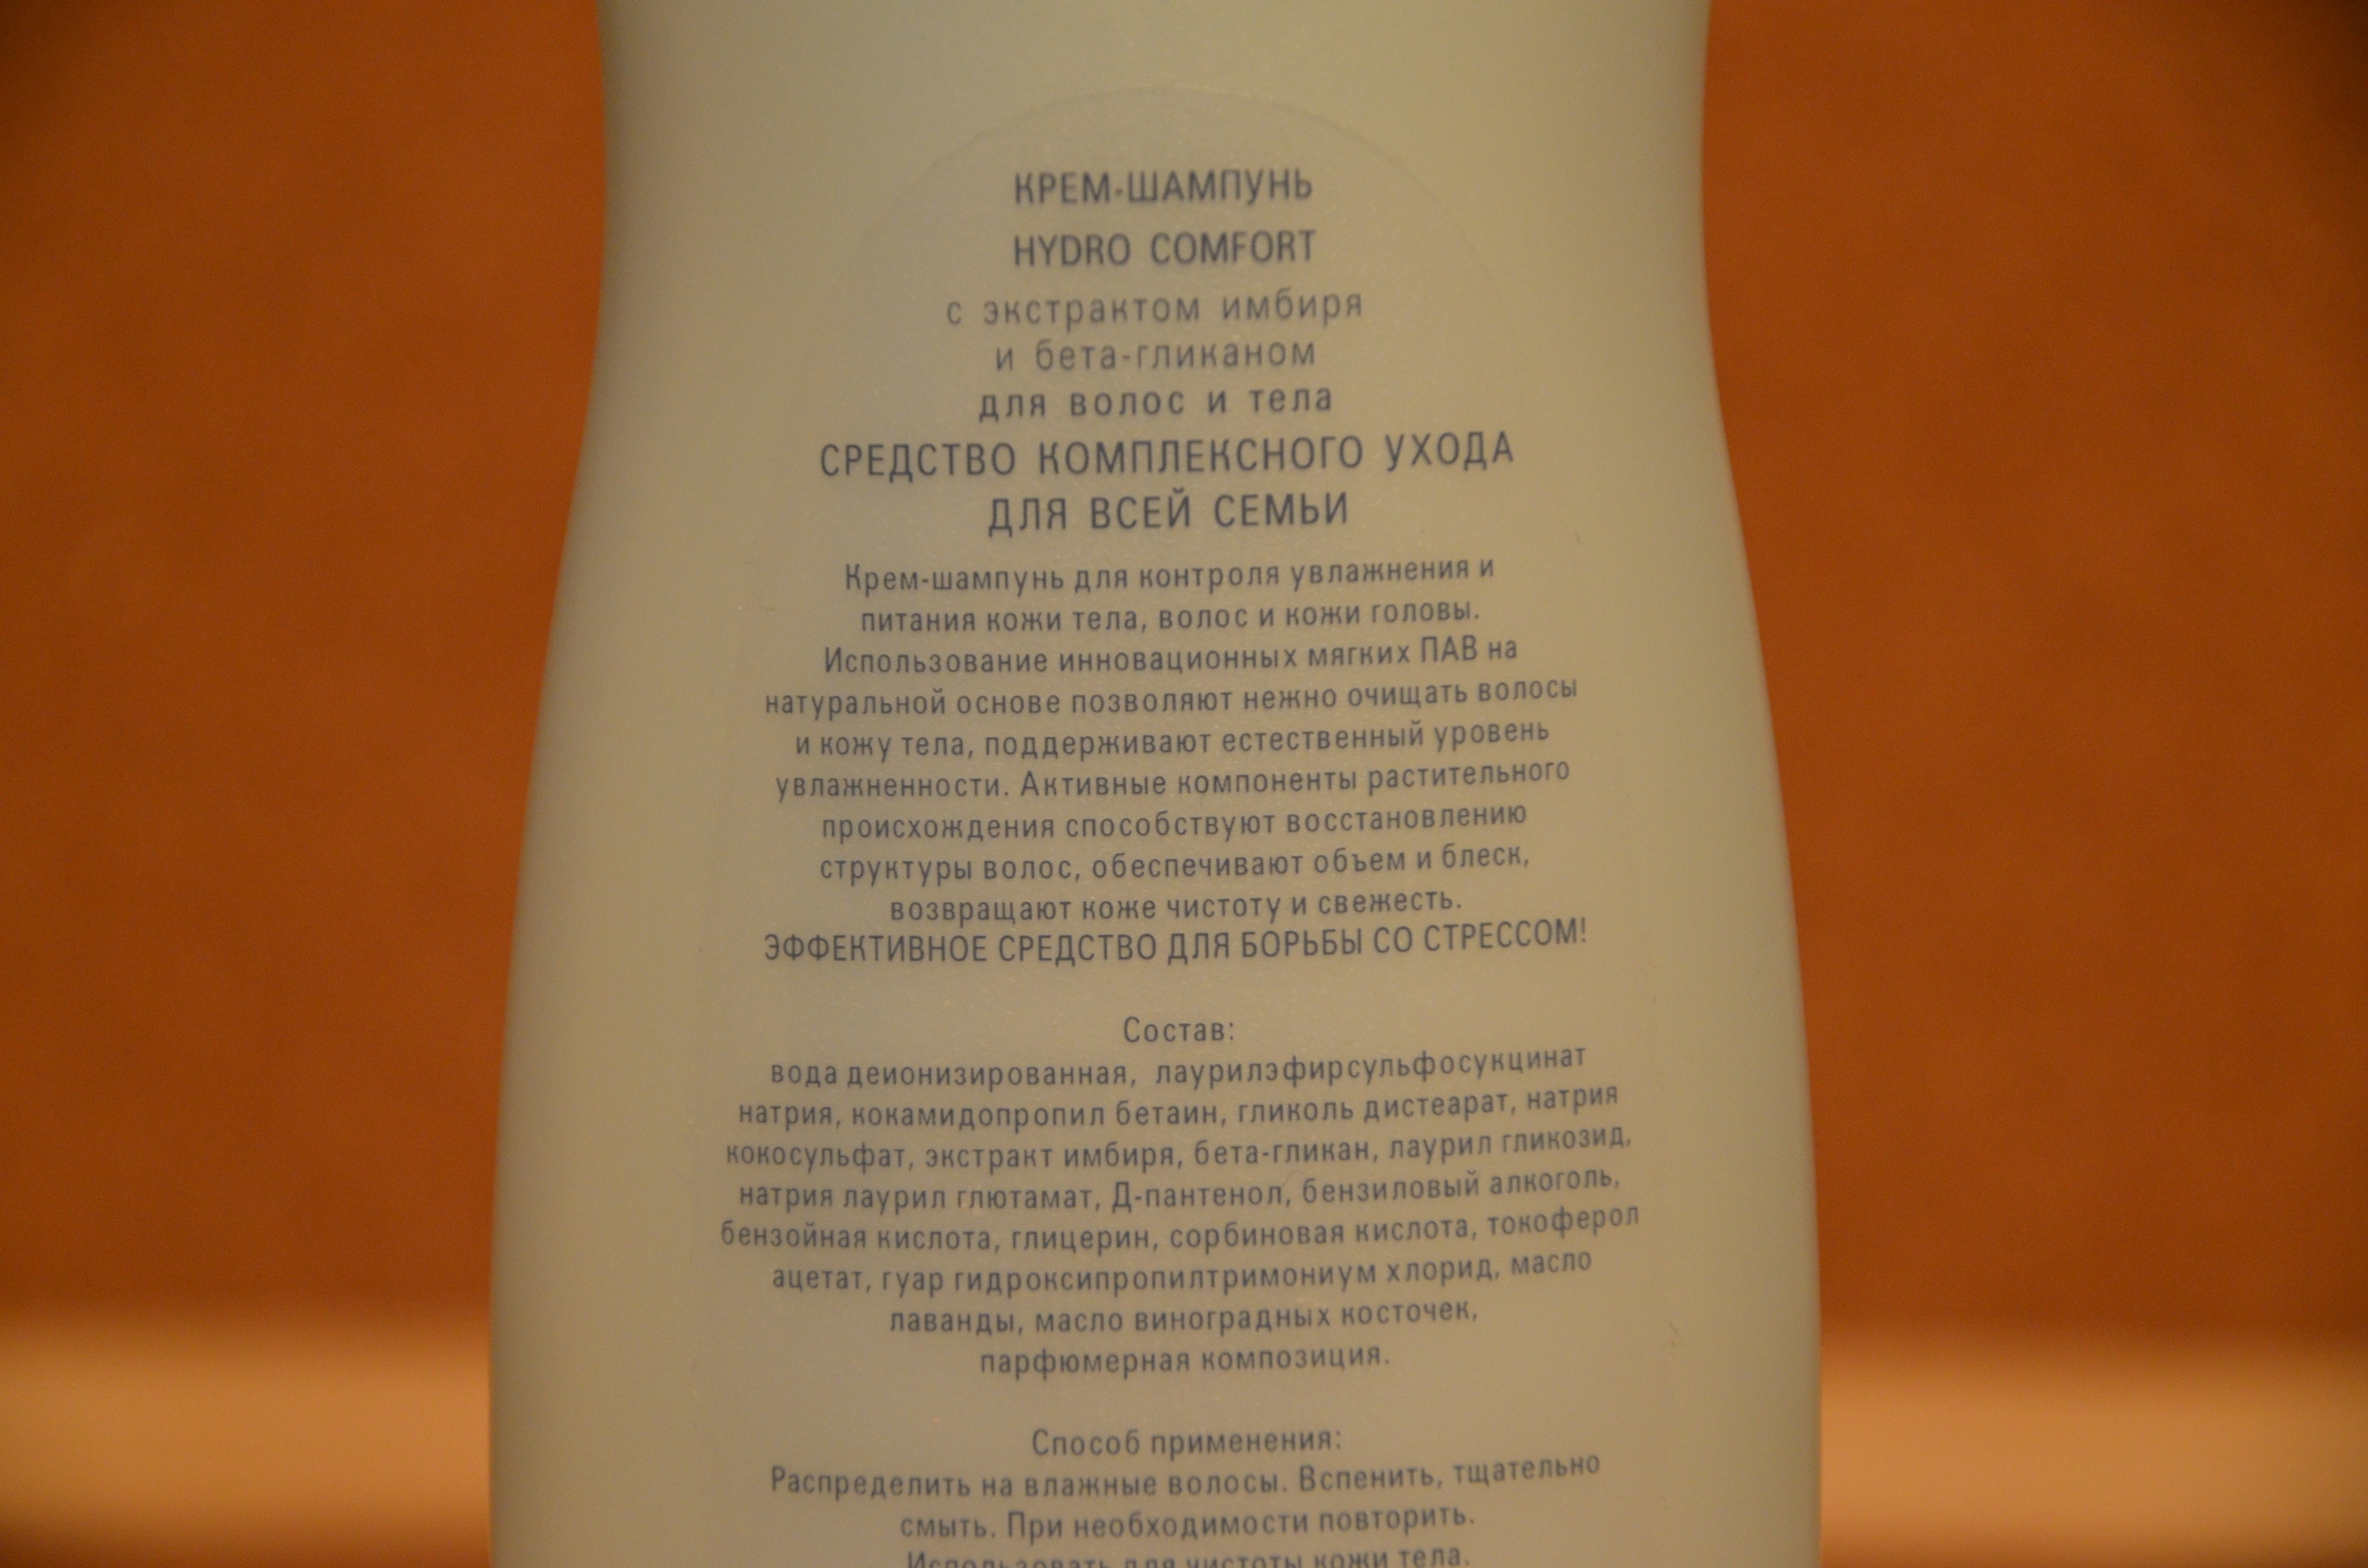 КРЕМ-ШАМПУНЬ
HYDRO COMFORT
с экстрактом имбиря
и бета-гликаном
для волос и тела
СРЕДСТВО КОМПЛЕКСНОГО УХОДА
ДЛЯ ВСЕЙ СЕМЬИ
Крем-шампунь для контроля увлажнения и
питания кожи тела, волос и кожи головы.
Использование инновационных мягких ПАВ на
натуральной основе позволяют нежно очищать волосы
и кожу тела, поддерживают естественный уровень
увлажненности. Активные компоненты растительного
происхождения способствуют восстановлению
структуры волос, обеспечивают объем и блеск,
возвращают коже чистоту и свежесть.
ЭФФЕКТИВНОЕ СРЕДСТВО ДЛЯ БОРЬБЫ СО СТРЕССОМ!
Состав:
вода деионизированная, лаурилэфирсульфосукцинат
натрия, кокамидопропил бетаин, гликоль дистеарат, натрия
кокосульфат, экстракт имбиря, бета-гликан, лаурил гликозид,
натрия лаурил глютамат, Д-пантенол, бензиловый алкоголь,
бензойная кислота, глицерин, сорбиновая кислота, токоферол
ацетат, гуар гидроксипропилтримониум хлорид, масло
лаванды, масло виноградных косточек,
парфюмерная композиция.
Способ применения:
Распределить на влажные волосы. Вспенить, тщательно
смыть. При необходимости повторить.
Использовать для чистоты кожи тела.